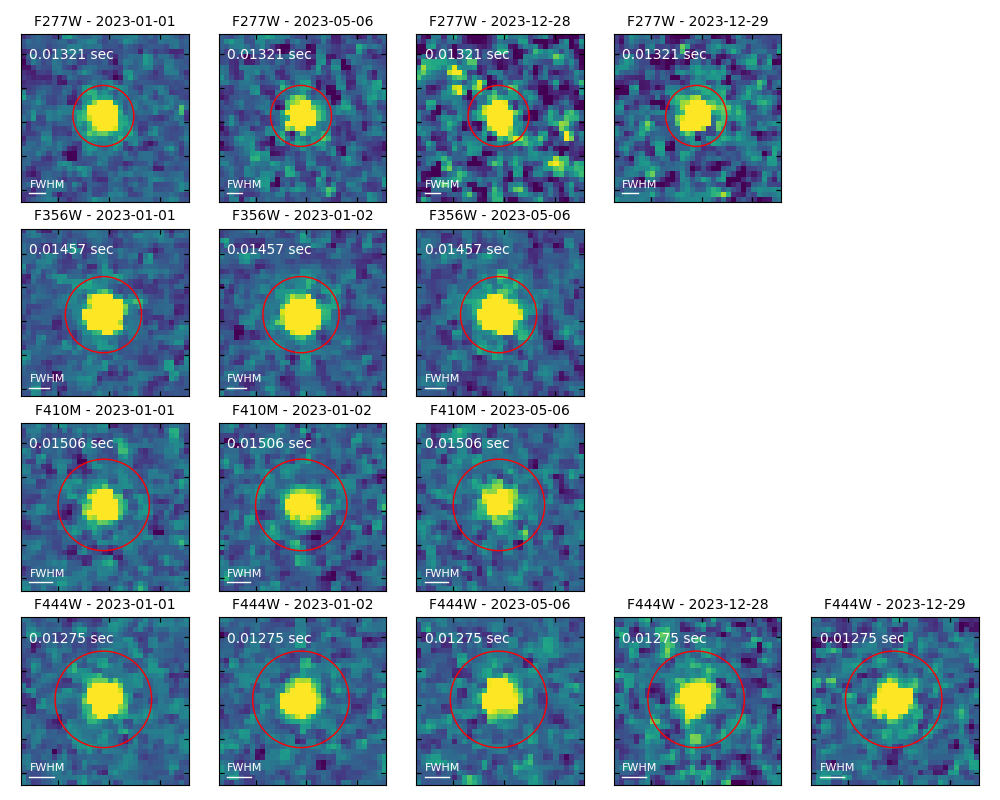 F277W - 2023-01-01
F277W - 2023-05-06
F277W - 2023-12-28
F277W - 2023-12-29
0.01321 sec
0.01321 sec
0.01321 sec
0.01321 sec
FWHM
FWHM
FWHM
FWHM
F356W - 2023-01-01
F356W - 2023-01-02
F356W - 2023-05-06
0.01457 sec
0.01457 sec
0.01457 sec
FWHM
FWHM
FWHM
F410M - 2023-01-01
F410M - 2023-01-02
F410M - 2023-05-06
0.01506 sec
0.01506 sec
0.01506 sec
FWHM
FWHM
FWHM
F444W - 2023-01-01
F444W - 2023-01-02
F444W - 2023-05-06
F444W - 2023-12-28
F444W - 2023-12-29
0.01275 sec
0.01275 sec
0.01275 sec
0.01275 sec
0.01275 sec
FWHM
FWHM
FWHM
FWHM
FWHM